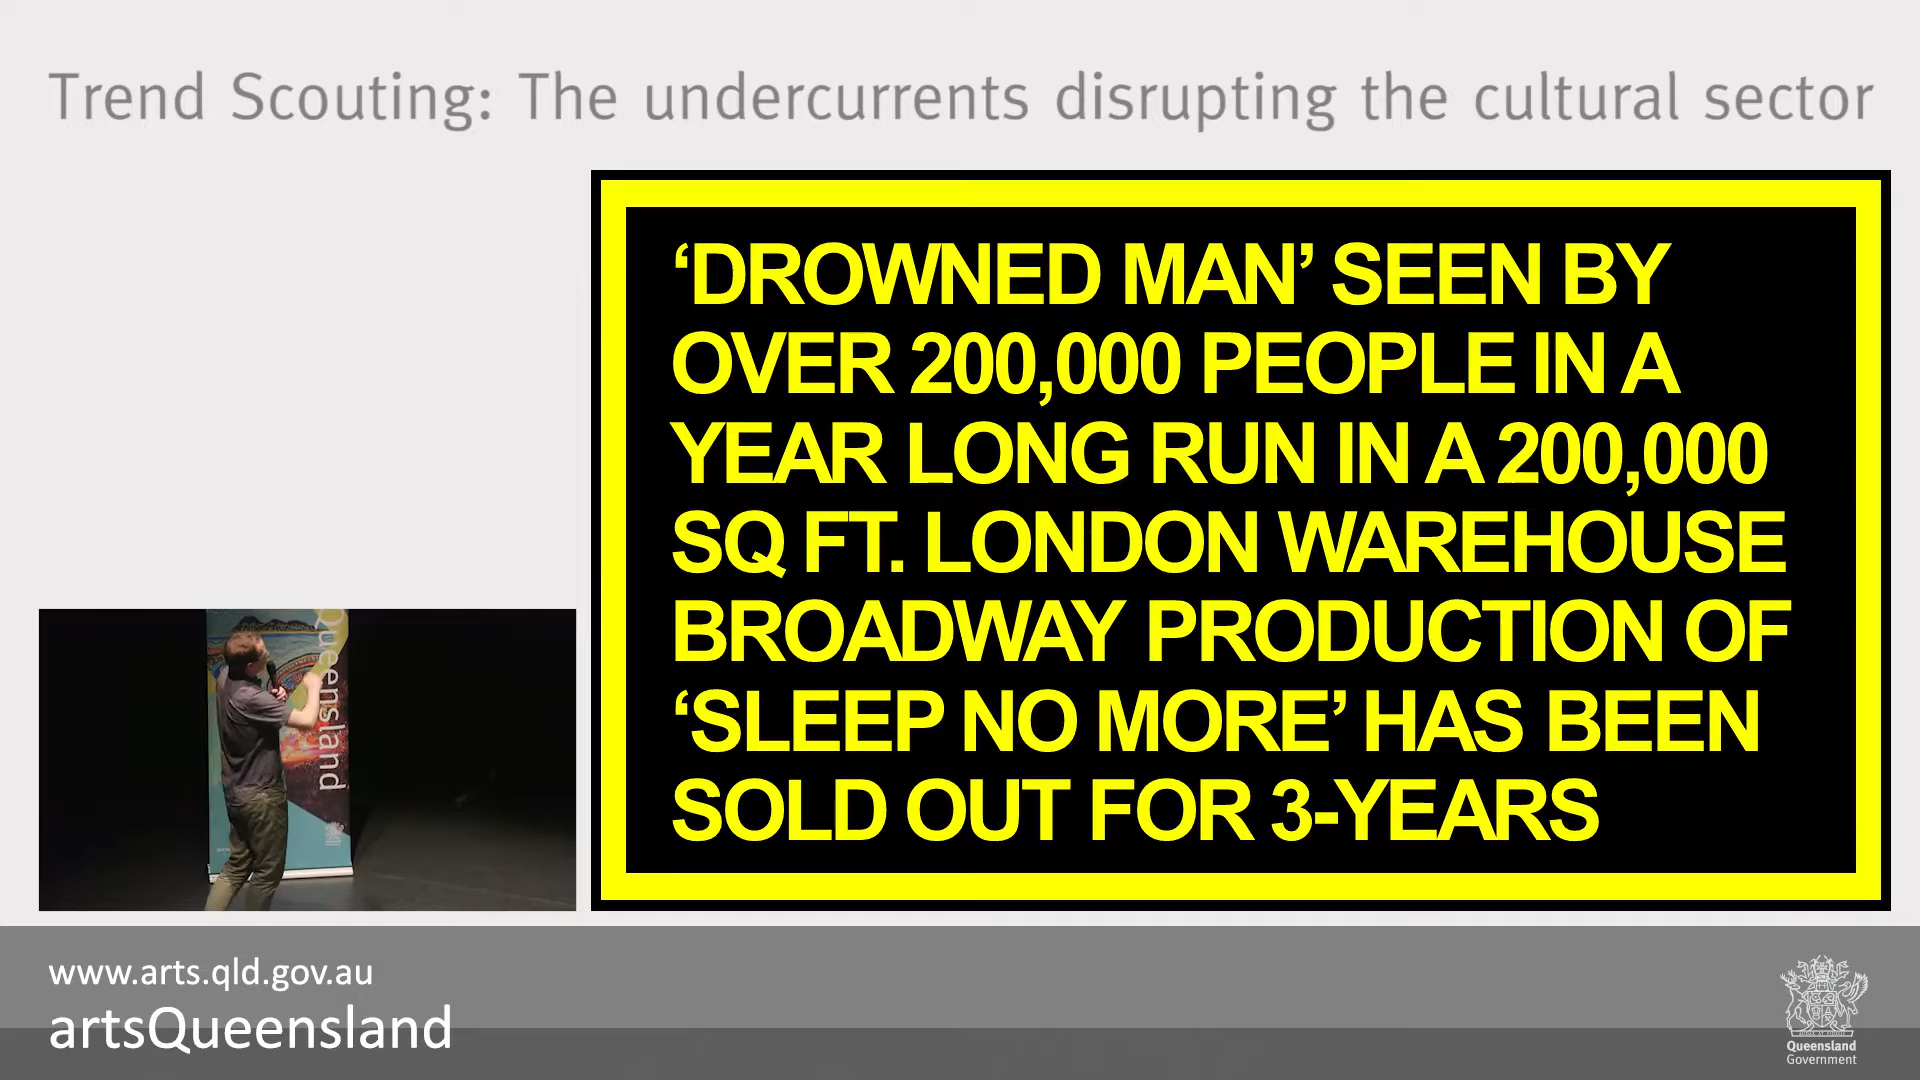 Trend Scouting: The undercurrents disrupting the cultural sector
‘DROWNED MAN’ SEEN BY
OVER 200,000 PEOPLE IN A
YEAR LONG RUN IN A 200,000
SQ FT. LONDON WAREHOUSE
BROADWAY PRODUCTION OF
‘SLEEP NO MORE’ HAS BEEN
SOLD OUT FOR 3-YEARS
Queensland
www.arts.qld.gov.au
artsQueensland
Queensland
Government